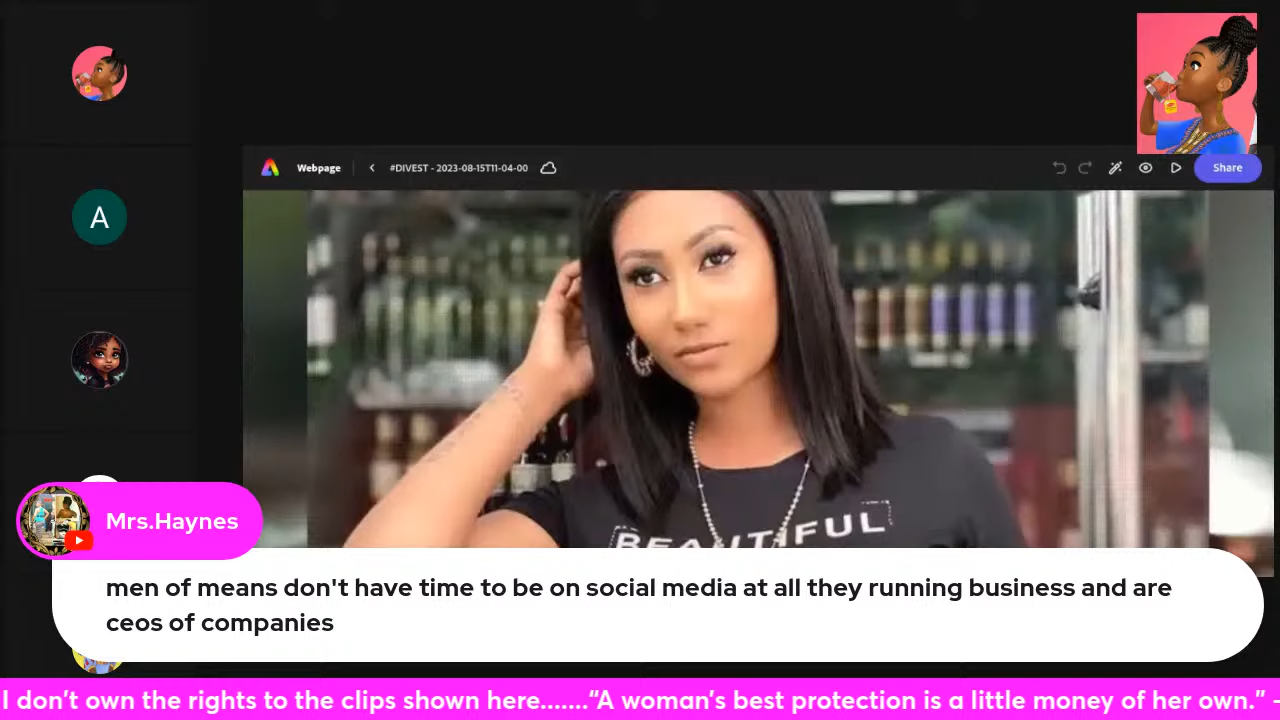 Webpage
#DIVEST - 2023-08-15T11-04-00
Share
A
BEAUTIFUL
Mrs.Haynes
men of means don't have time to be on social media at all they running business and are
ceos of companies
I don’t own the rights to the clips shown here.......“A woman’s best protection is a little money of her own.” -